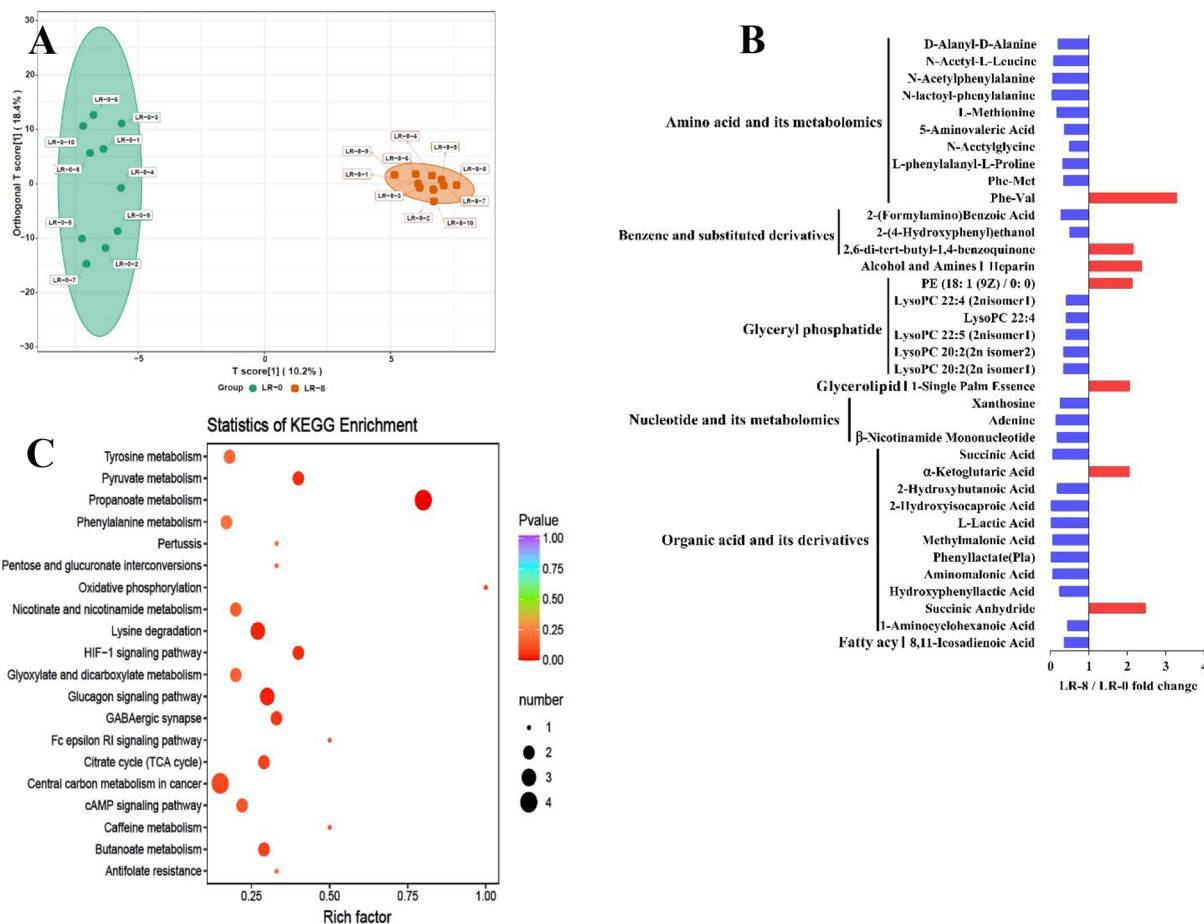 A
30
20
10
0
−10
−20
−30
Orthogonal T score[1] ( 18.4% )
LR-0-6
LR-0-3
LR-0-10
LR-0-1
LR-0-8
LR-0-4
LR-0-5
LR-0-9
LR-0-2
LR-0-7
LR-8-4
LR-8-9
LR-8-6
LR-8-5
LR-8-1
LR-8-8
LR-8-3
LR-8-7
LR-8-2
LR-8-10
−5
0
5
T score[1] ( 10.2% )
Group LR-0 LR-8
B
Amino acid and its metabolomics
D-Alanyl-D-Alanine
N-Acetyl-L-Leucine
N-Acetylphenylalanine
N-lactoyl-phenylalanine
L-Methionine
5-Aminovaleric Acid
N-Acetylglycine
L-phenylalanyl-L-Proline
Phe-Met
Phe-Val
Benzene and substituted derivatives
2-(Formylamino)Benzoic Acid
2-(4-Hydroxyphenyl)ethanol
2,6-di-tert-butyl-1,4-benzoquinone
Alcohol and Amines Heparin
Glyceryl phosphatide
PE (18: 1 (9Z) / 0: 0)
LysoPC 22:4 (2nisomer1)
LysoPC 22:4
LysoPC 22:5 (2nisomer1)
LysoPC 20:2(2n isomer2)
LysoPC 20:2(2n isomer1)
Glycerolipid 1-Single Palm Essence
Nucleotide and its metabolomics
Xanthosine
Adenine
β-Nicotinamide Mononucleotide
Organic acid and its derivatives
Succinic Acid
α-Ketoglutaric Acid
2-Hydroxybutanoic Acid
2-Hydroxyisocaproic Acid
L-Lactic Acid
Methylmalonic Acid
Phenyllactate(Pla)
Aminomalonic Acid
Hydroxyphenyllactic Acid
Succinic Anhydride
1-Aminocyclohexanoic Acid
Fatty acy 8,11-Icosadienoic Acid
0 1 2 3 4
LR-8 / LR-0 fold change
C
Statistics of KEGG Enrichment
Tyrosine metabolism
Pyruvate metabolism
Propanoate metabolism
Phenylalanine metabolism
Pertussis
Pentose and glucuronate interconversions
Oxidative phosphorylation
Nicotinate and nicotinamide metabolism
Lysine degradation
HIF−1 signaling pathway
Glyoxylate and dicarboxylate metabolism
Glucagon signaling pathway
GABAergic synapse
Fc epsilon RI signaling pathway
Citrate cycle (TCA cycle)
Central carbon metabolism in cancer
cAMP signaling pathway
Caffeine metabolism
Butanoate metabolism
Antifolate resistance
0.25 0.50 0.75 1.00
Rich factor
Pvalue
1.00
0.75
0.50
0.25
0.00
number
1
2
3
4